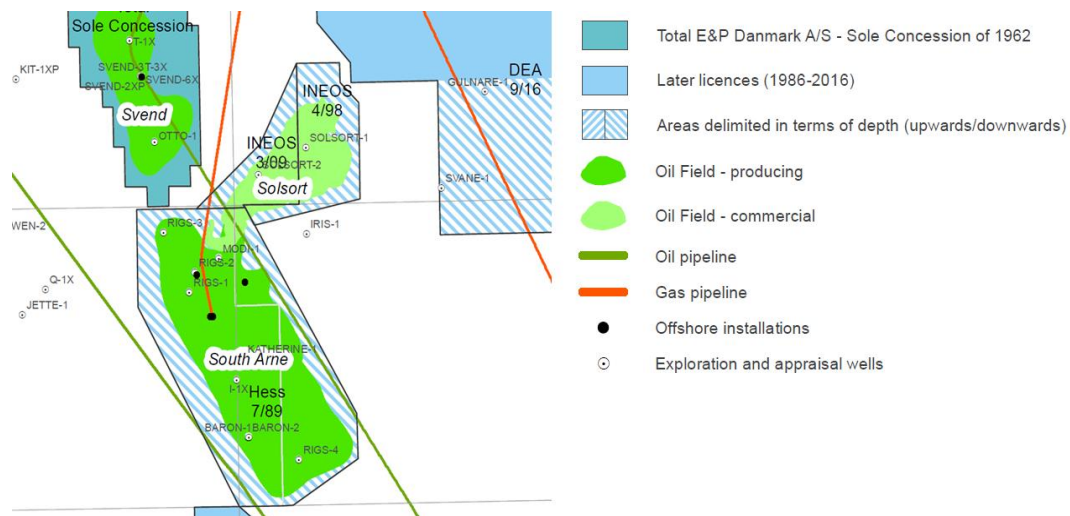 Total
Sole Concession
T-1X
KIT-1XP
SVEND-3T-3X
SVEND-6X
SVEND-2XP
Svend
OTTO-1
INEOS
4/98
DEA
9/16
GULNARE-1
SOLSORT-1
INEOS
3/09
SOLSORT-2
Solsort
SVANE-1
WEN-2
RIGS-3
IRIS-1
MODI-1
RIGS-2
RIGS-1
Q-1X
JETTE-1
KATHERINE-1
South Arne
I-1X
Hess
7/89
BARON-1BARON-2
RIGS-4
Total E&P Danmark A/S - Sole Concession of 1962
Later licences (1986-2016)
Areas delimited in terms of depth (upwards/downwards)
Oil Field - producing
Oil Field - commercial
Oil pipeline
Gas pipeline
Offshore installations
Exploration and appraisal wells